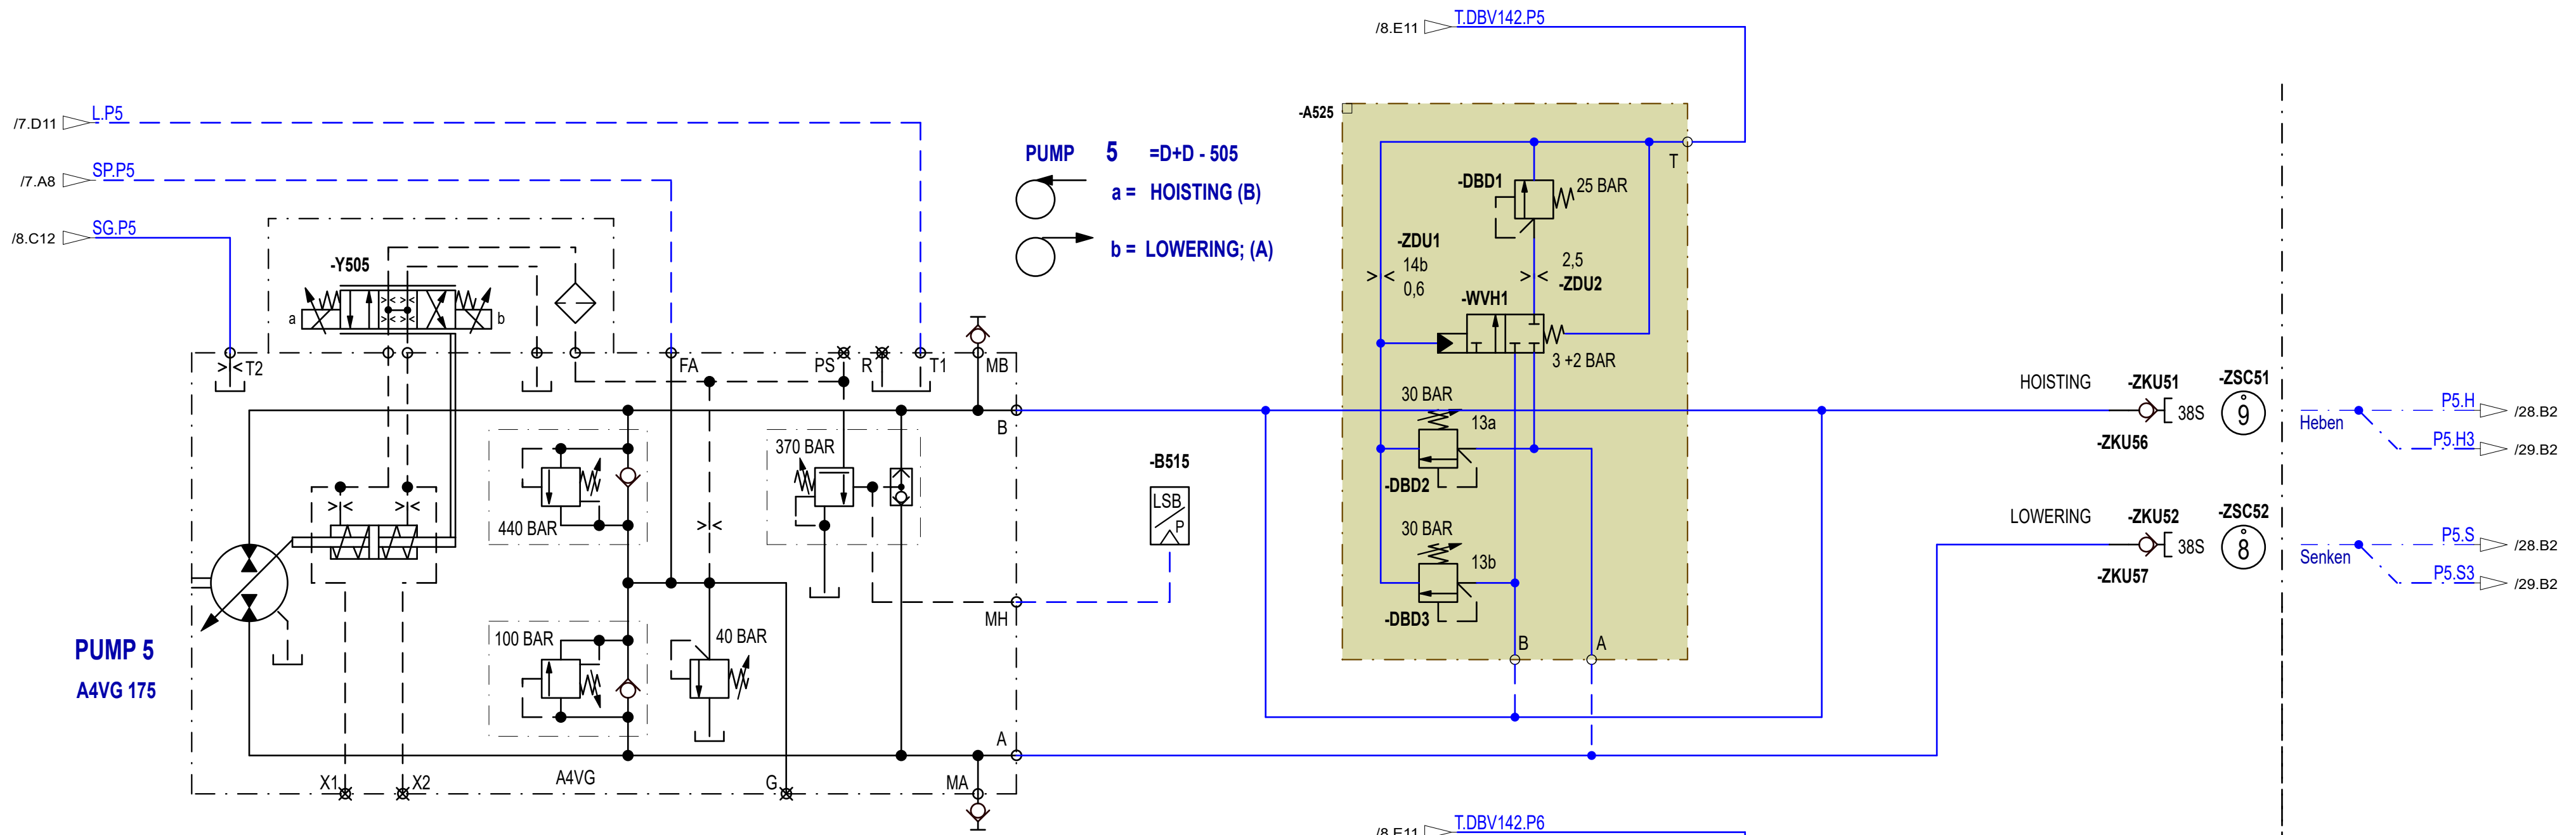 /8.E11 T.DBV142.P5
/7.D11 L.P5
/7.A8 SP.P5
/8.C12 SG.P5
-Y505
a
b
PUMP 5 =D+D - 505
a = HOISTING (B)
b = LOWERING; (A)
-A525
T
-DBD1
25 BAR
-ZDU1
14b
0,6
2,5
-ZDU2
-WVH1
3 +2 BAR
30 BAR
13a
-DBD2
30 BAR
13b
-DBD3
B
A
T2
FA
PS
R
T1
MB
B
370 BAR
440 BAR
100 BAR
40 BAR
MH
A
MA
X1
X2
A4VG
G
PUMP 5
A4VG 175
-B515
LSB
P
HOISTING
-ZKU51
38S
-ZKU56
-ZSC51
9
LOWERING
-ZKU52
38S
-ZKU57
-ZSC52
8
Heben
P5.H /28.B2
P5.H3 /29.B2
Senken
P5.S /28.B2
P5.S3 /29.B2
/8.E11 T.DBV142.P6